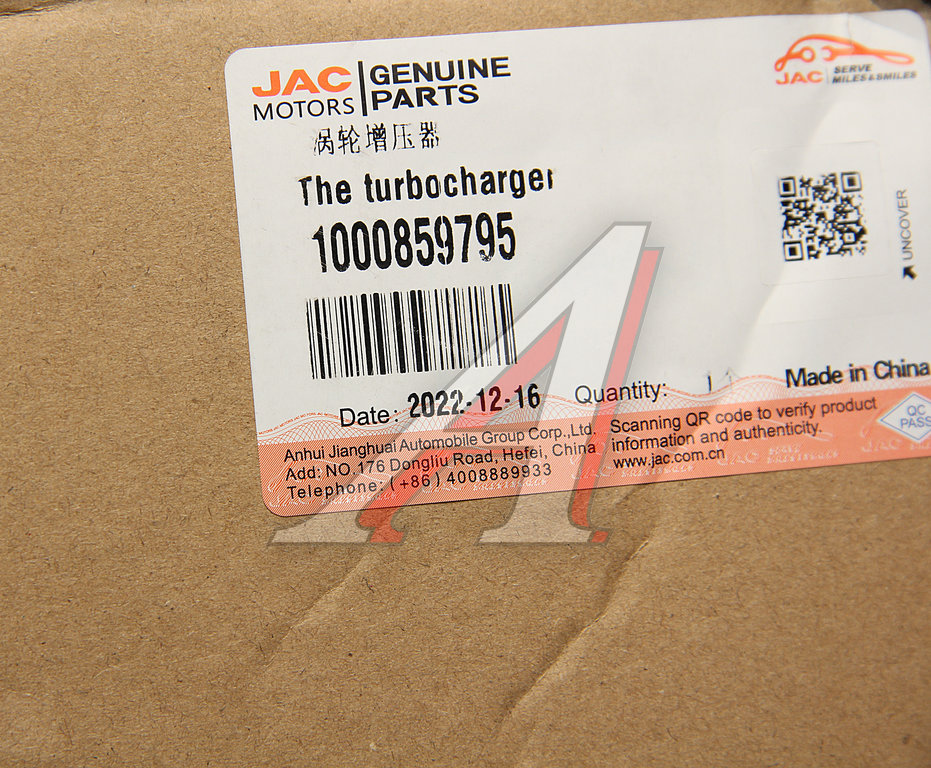 JAC MOTORS GENUINE PARTS
JAC SERVE MILES & SMILES
涡轮增压器
The turbocharger
1000859795
UNCOVER
Date: 2022-12-16 Quantity: 1 Made in China
Anhui Jianghuai Automobile Group Corp.,Ltd.
Add: NO.176 Dongliu Road, Hefei, China
Telephone: (+86)4008889933
Scanning QR code to verify product
information and authenticity.
www.jac.com.cn
QC
PASS